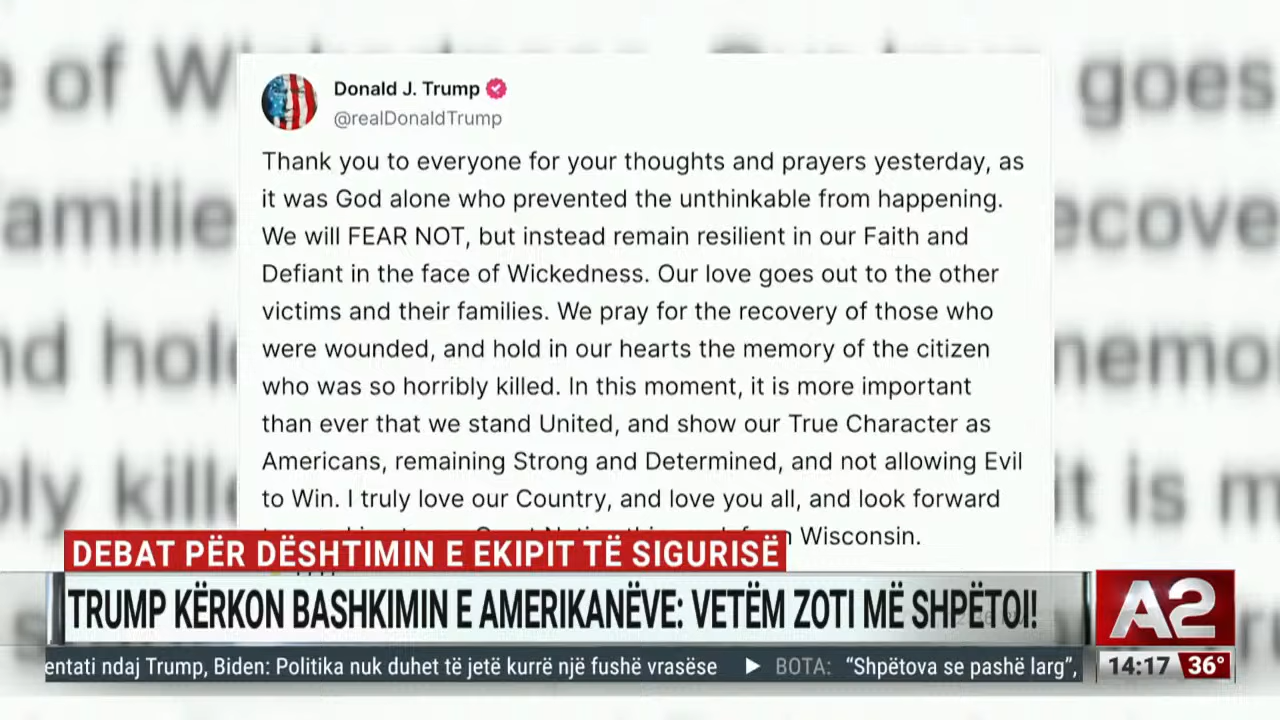 Donald J. Trump
@realDonaldTrump
Thank you to everyone for your thoughts and prayers yesterday, as
it was God alone who prevented the unthinkable from happening.
We will FEAR NOT, but instead remain resilient in our Faith and
Defiant in the face of Wickedness. Our love goes out to the other
victims and their families. We pray for the recovery of those who
were wounded, and hold in our hearts the memory of the citizen
who was so horribly killed. In this moment, it is more important
than ever that we stand United, and show our True Character as
Americans, remaining Strong and Determined, and not allowing Evil
to Win. I truly love our Country, and love you all, and look forward
Wisconsin.
DEBAT PËR DËSHTIMIN E EKIPIT TË SIGURISË
TRUMP KËRKON BASHKIMIN E AMERIKANËVE: VETËM ZOTI MË SHPËTOI!
A2
entati ndaj Trump, Biden: Politika nuk duhet të jetë kurrë një fushë vrasëse ▶ BOTA: “Shpëtova se pashë larg”,
14:17 36°